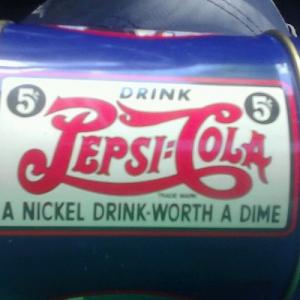 DRINK
5¢ 5¢
PEPSI=COLA
TRADE MARK
A NICKEL DRINK-WORTH A DIME